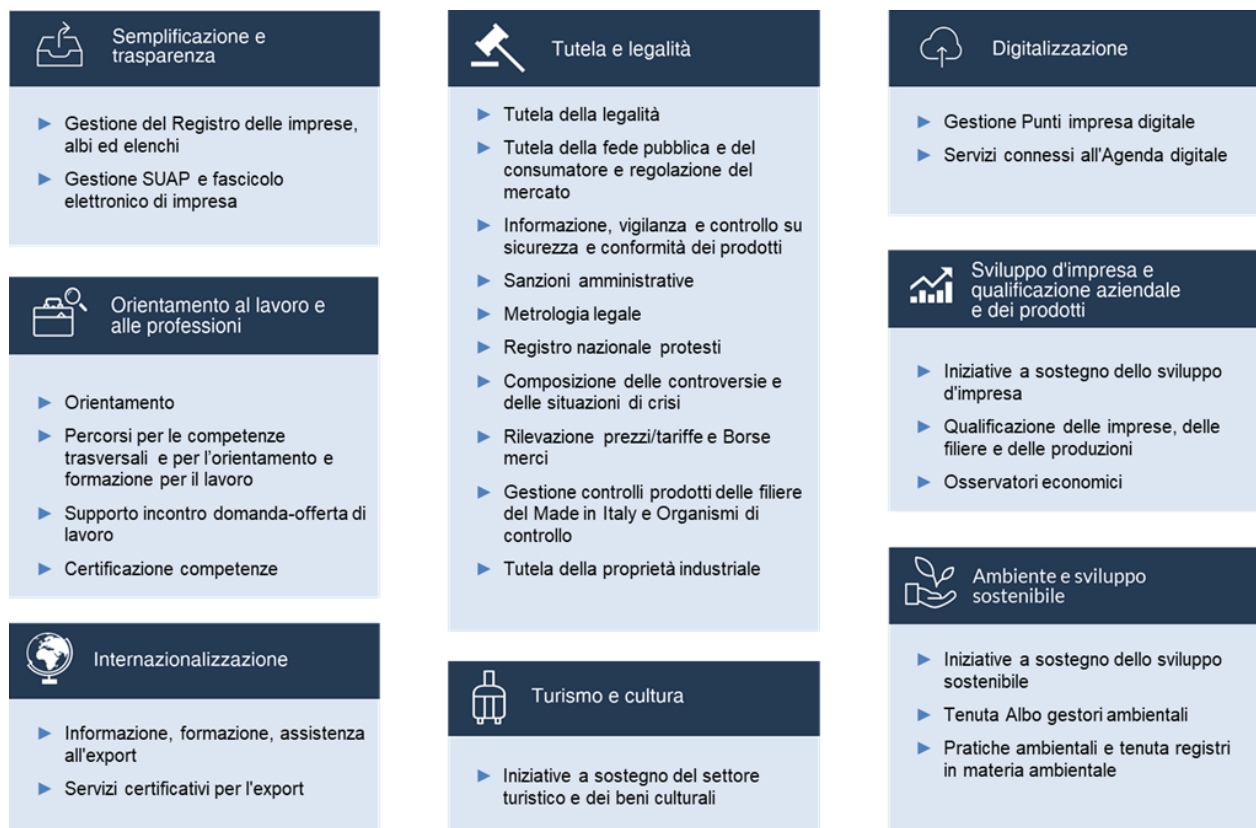 Semplificazione e
trasparenza
Gestione del Registro delle imprese,
albi ed elenchi
Gestione SUAP e fascicolo
elettronico di impresa
Orientamento al lavoro e
alle professioni
Orientamento
Percorsi per le competenze
trasversali e per l'orientamento e
formazione per il lavoro
Supporto incontro domanda-offerta di
lavoro
Certificazione competenze
Internazionalizzazione
Informazione, formazione, assistenza
all'export
Servizi certificativi per l'export
Tutela e legalità
Tutela della legalità
Tutela della fede pubblica e del
consumatore e regolazione del
mercato
Informazione, vigilanza e controllo su
sicurezza e conformità dei prodotti
Sanzioni amministrative
Metrologia legale
Registro nazionale protesti
Composizione delle controversie e
delle situazioni di crisi
Rilevazione prezzi/tariffe e Borse
merci
Gestione controlli prodotti delle filiere
del Made in Italy e Organismi di
controllo
Tutela della proprietà industriale
Turismo e cultura
Iniziative a sostegno del settore
turistico e dei beni culturali
Digitalizzazione
Gestione Punti impresa digitale
Servizi connessi all'Agenda digitale
Sviluppo d'impresa e
qualificazione aziendale
e dei prodotti
Iniziative a sostegno dello sviluppo
d'impresa
Qualificazione delle imprese, delle
filiere e delle produzioni
Osservatori economici
Ambiente e sviluppo
sostenibile
Iniziative a sostegno dello sviluppo
sostenibile
Tenuta Albo gestori ambientali
Pratiche ambientali e tenuta registri
in materia ambientale